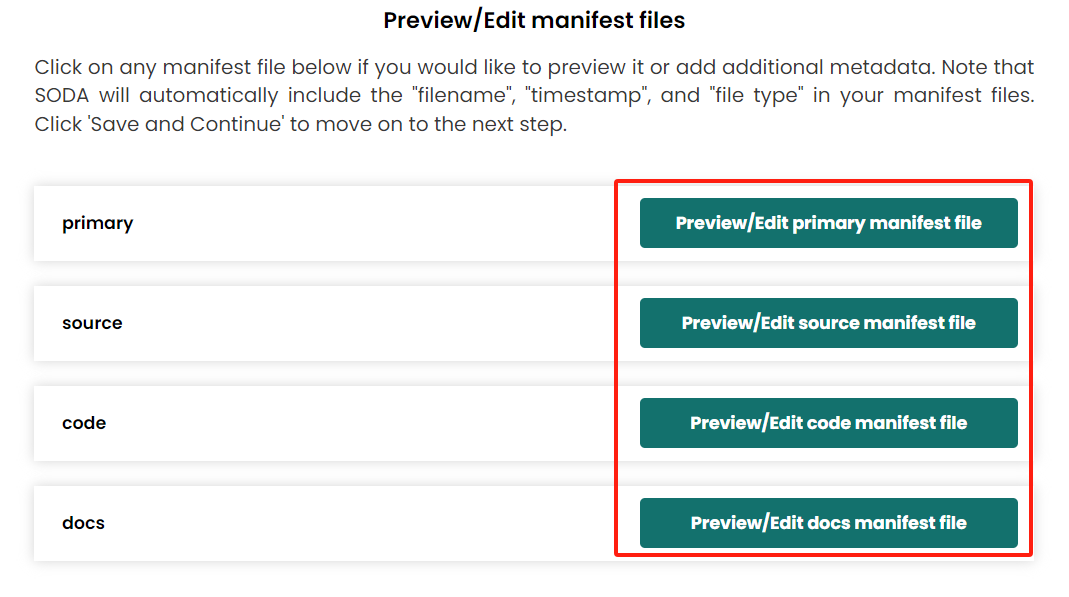 Preview/Edit manifest files
Click on any manifest file below if you would like to preview it or add additional metadata. Note that
SODA will automatically include the "filename", "timestamp", and "file type" in your manifest files.
Click 'Save and Continue' to move on to the next step.
primary
Preview/Edit primary manifest file
source
Preview/Edit source manifest file
code
Preview/Edit code manifest file
docs
Preview/Edit docs manifest file